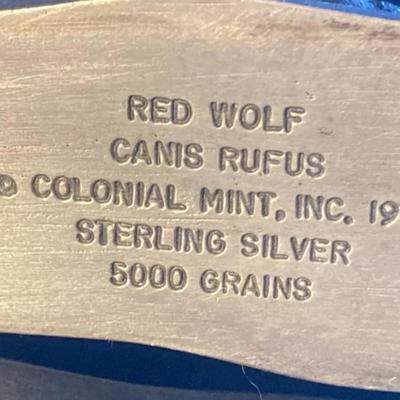 RED WOLF
CANIS RUFUS
© COLONIAL MINT, INC. 19
STERLING SILVER
5000 GRAINS